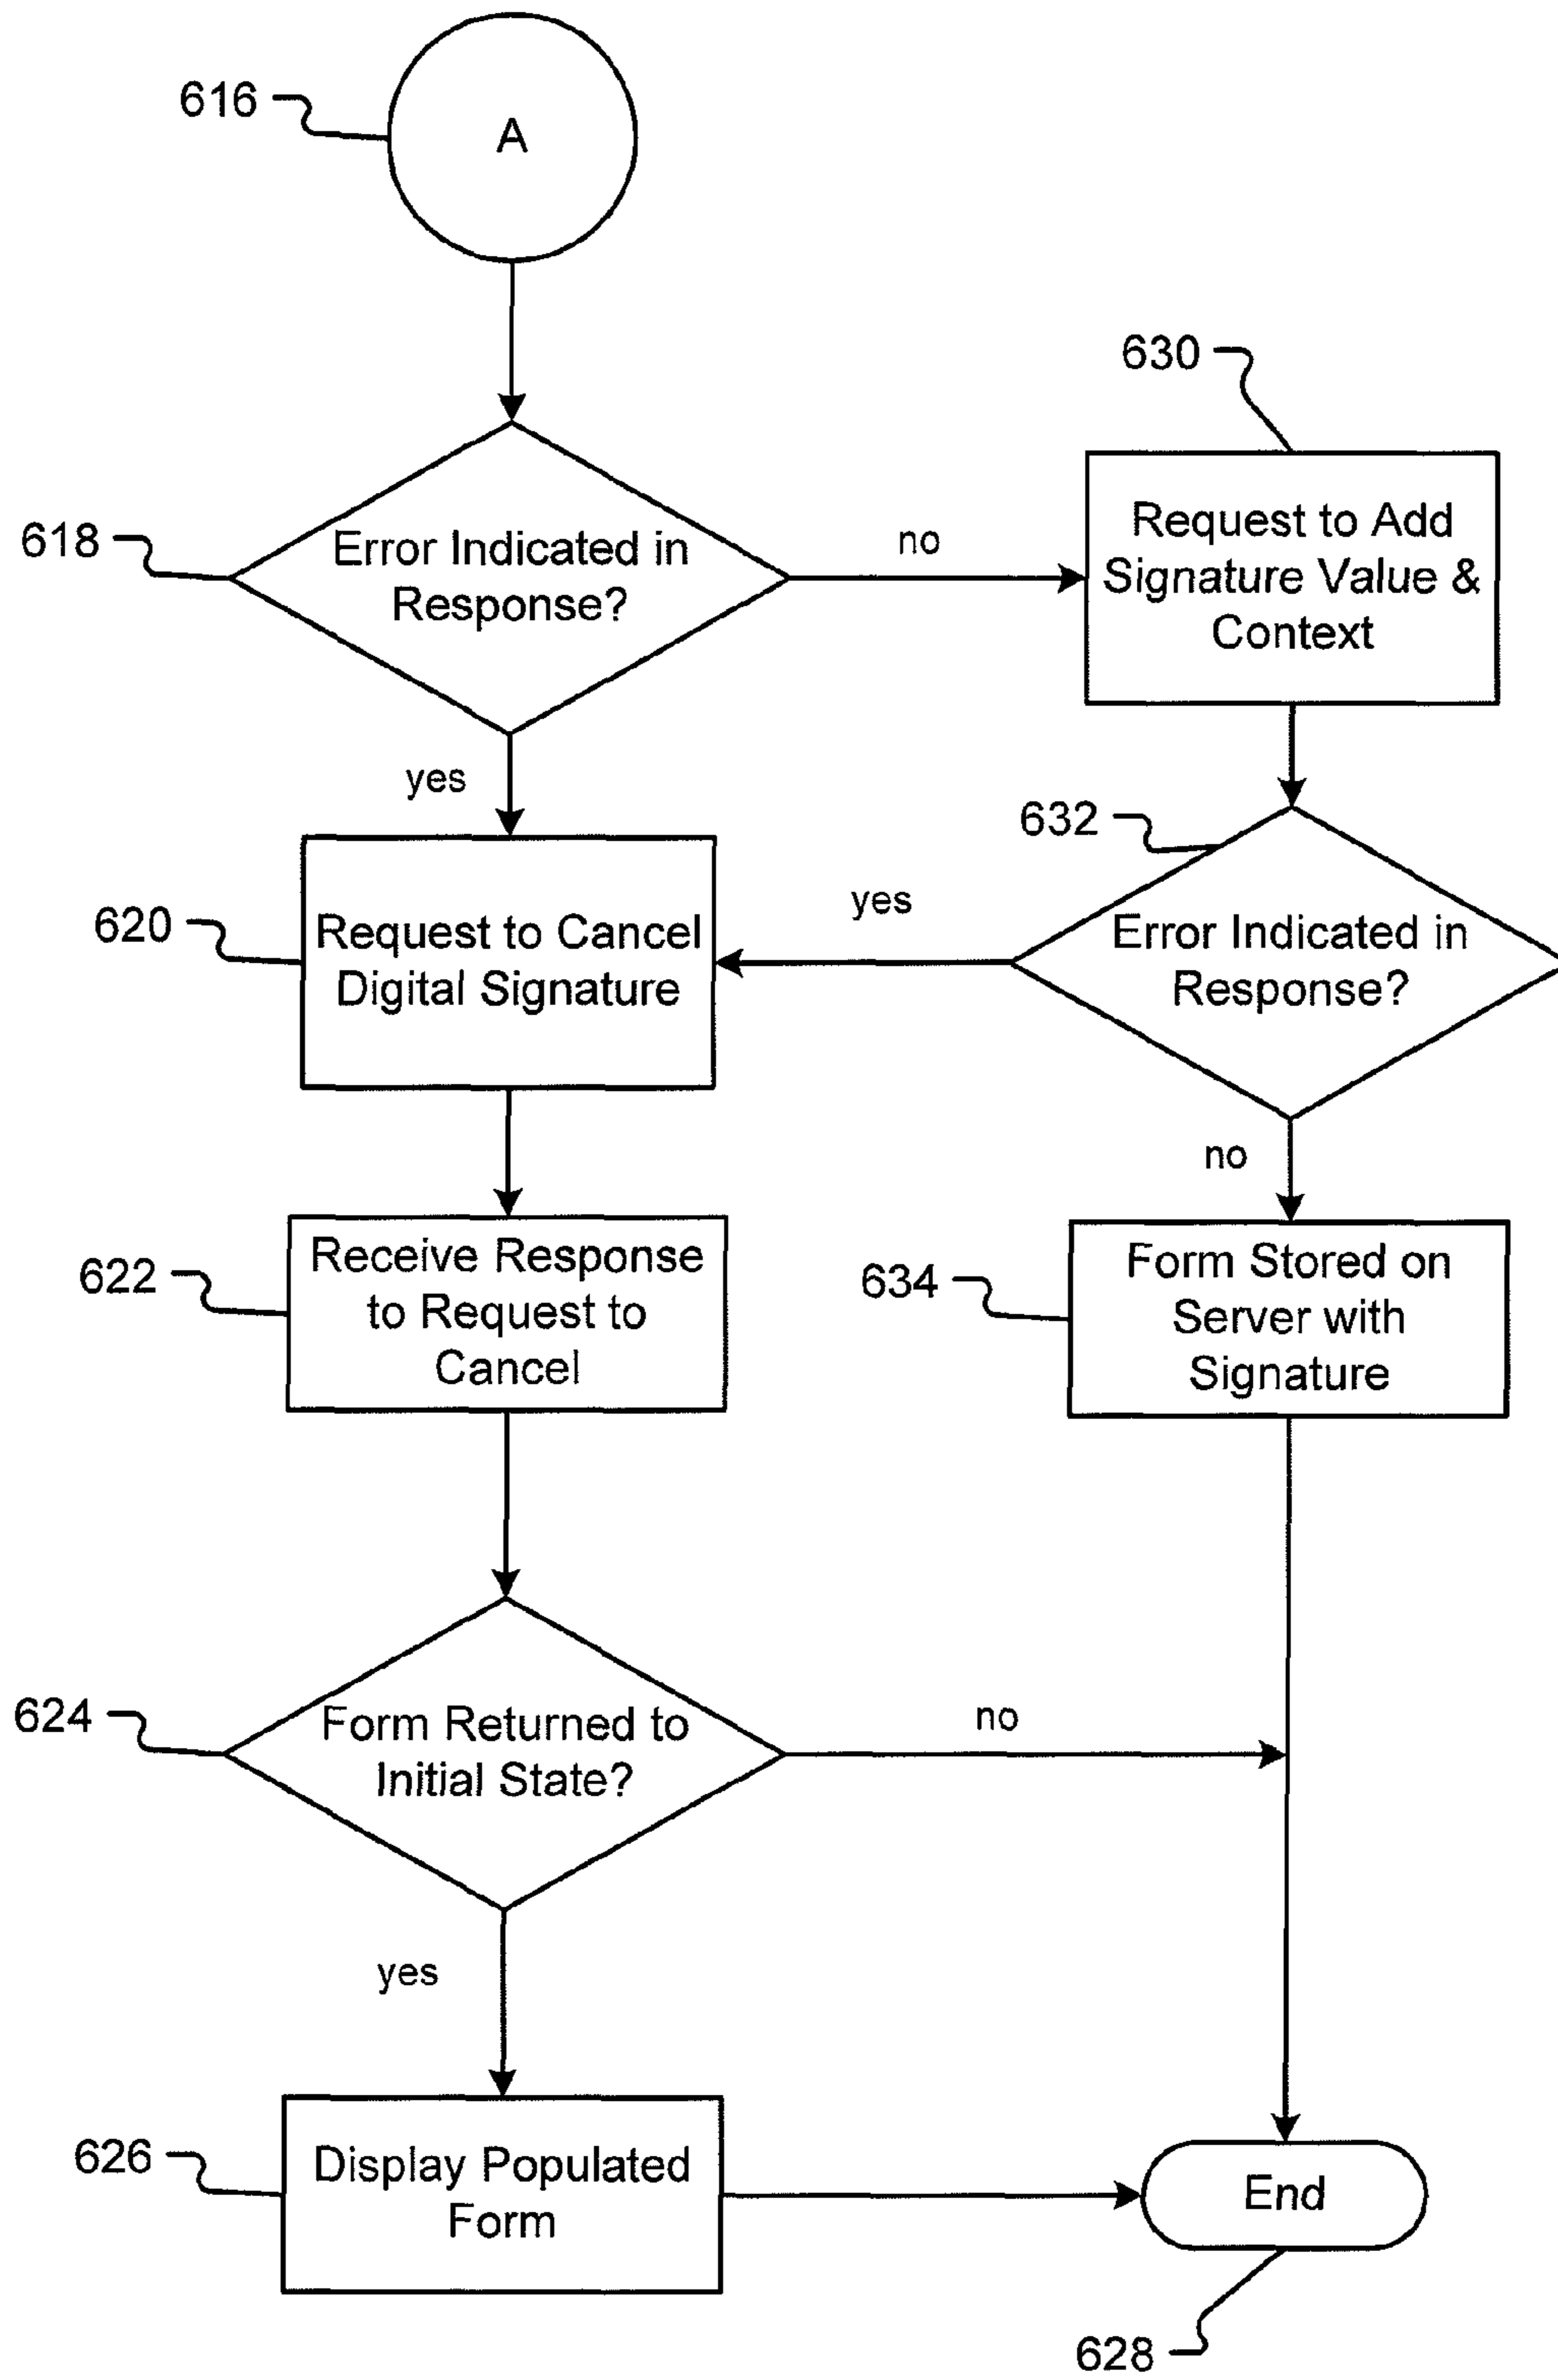 616
A
630
618
Error Indicated in
Response?
no
Request to Add
Signature Value &
Context
yes
632
620
Request to Cancel
Digital Signature
yes
Error Indicated in
Response?
no
622
Receive Response
to Request to
Cancel
634
Form Stored on
Server with
Signature
624
Form Returned to
Initial State?
no
yes
626
Display Populated
Form
End
628